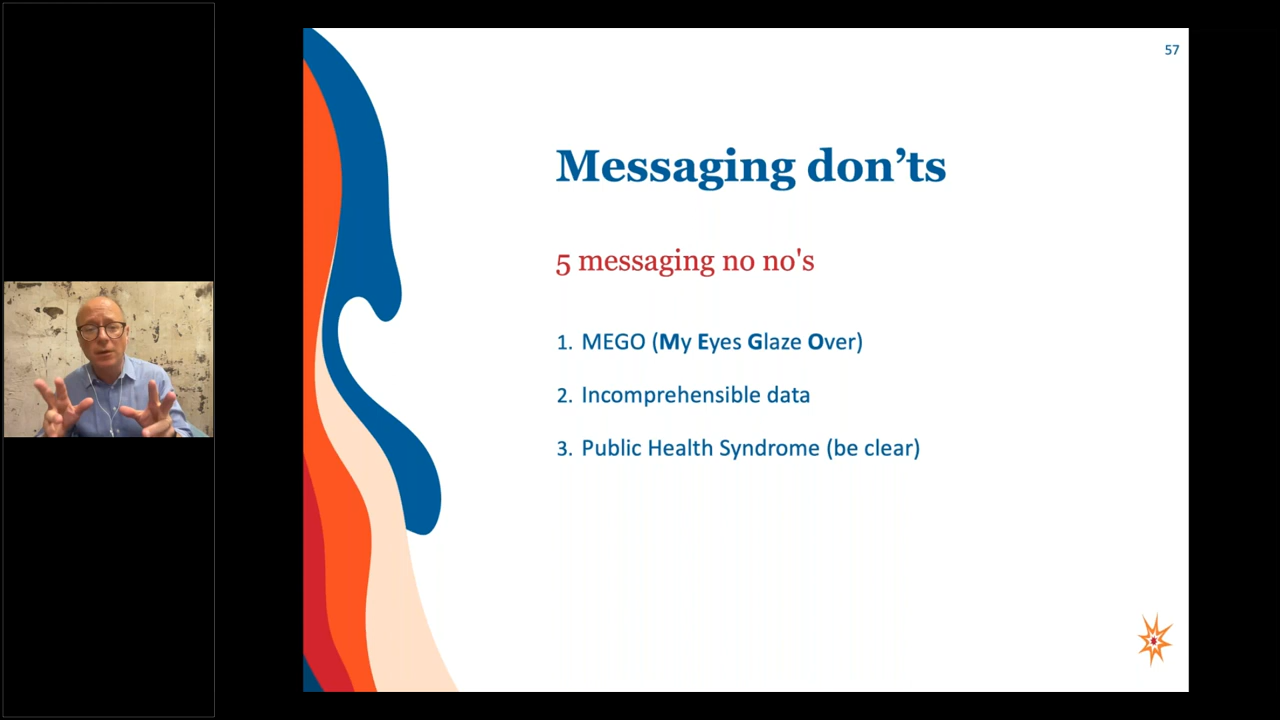 57
Messaging don’ts
5 messaging no no's
1. MEGO (My Eyes Glaze Over)
2. Incomprehensible data
3. Public Health Syndrome (be clear)